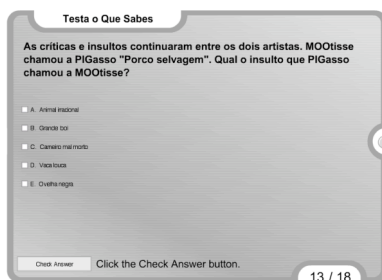 Testa o Que Sabes
As críticas e insultos continuaram entre os dois artistas. MOOtisse
chamou a PIGasso "Porco selvagem". Qual o insulto que PIGasso
chamou a MOOtisse?
A. Animal irracional
B. Grande boi
C. Carneiro mal morto
D. Vaca louca
E. Ovelha negra
Check Answer Click the Check Answer button.
13 / 18